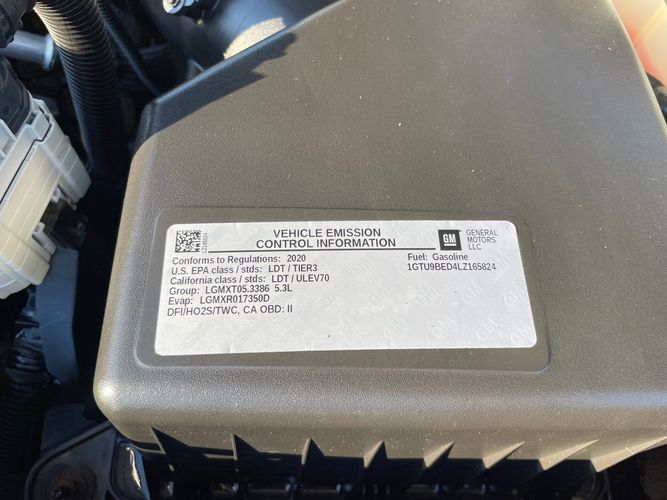 VEHICLE EMISSION
CONTROL INFORMATION
GM
GENERAL
MOTORS
LLC
Conforms to Regulations: 2020
Fuel: Gasoline
U.S. EPA class / stds: LDT / TIER3
1GTU9BED4LZ165824
California class / stds: LDT / ULEV70
Group: LGMXT05.3386 5.3L
Evap: LGMXR017350D
DFI/HO2S/TWC, CA OBD: II